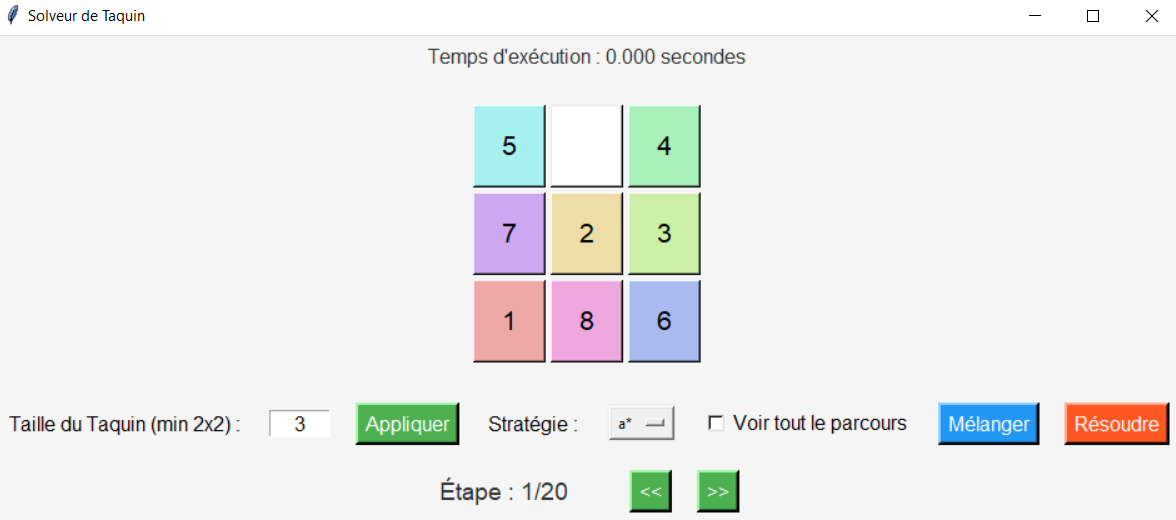 Solveur de Taquin
Temps d'exécution : 0.000 secondes
5 4
7 2 3
1 8 6
Taille du Taquin (min 2x2) : 3 Appliquer Stratégie : a* Voir tout le parcours Mélanger Résoudre
Étape : 1/20 << >>